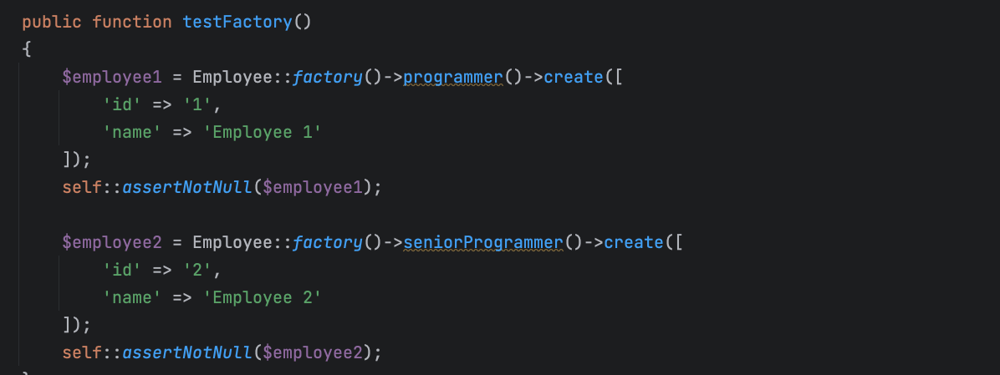 public function testFactory()
{
    $employee1 = Employee::factory()->programmer()->create([
        'id' => '1',
        'name' => 'Employee 1'
    ]);
    self::assertNotNull($employee1);

    $employee2 = Employee::factory()->seniorProgrammer()->create([
        'id' => '2',
        'name' => 'Employee 2'
    ]);
    self::assertNotNull($employee2);